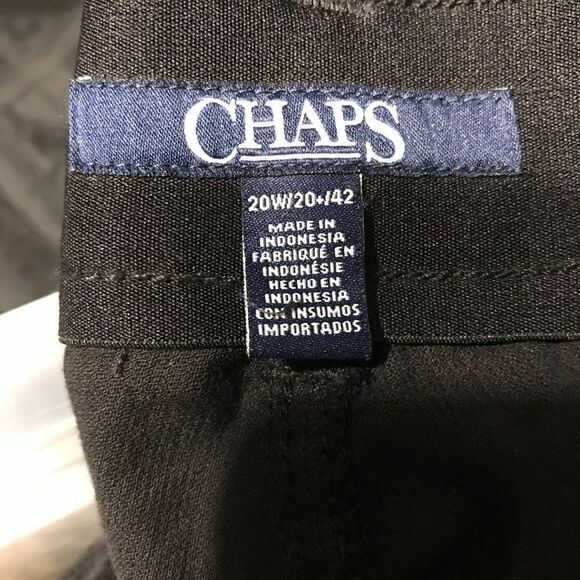 CHAPS
20W/20+/42
MADE IN
INDONESIA
FABRIQUÉ EN
INDONÉSIE
HECHO EN
INDONESIA
CON INSUMOS
IMPORTADOS